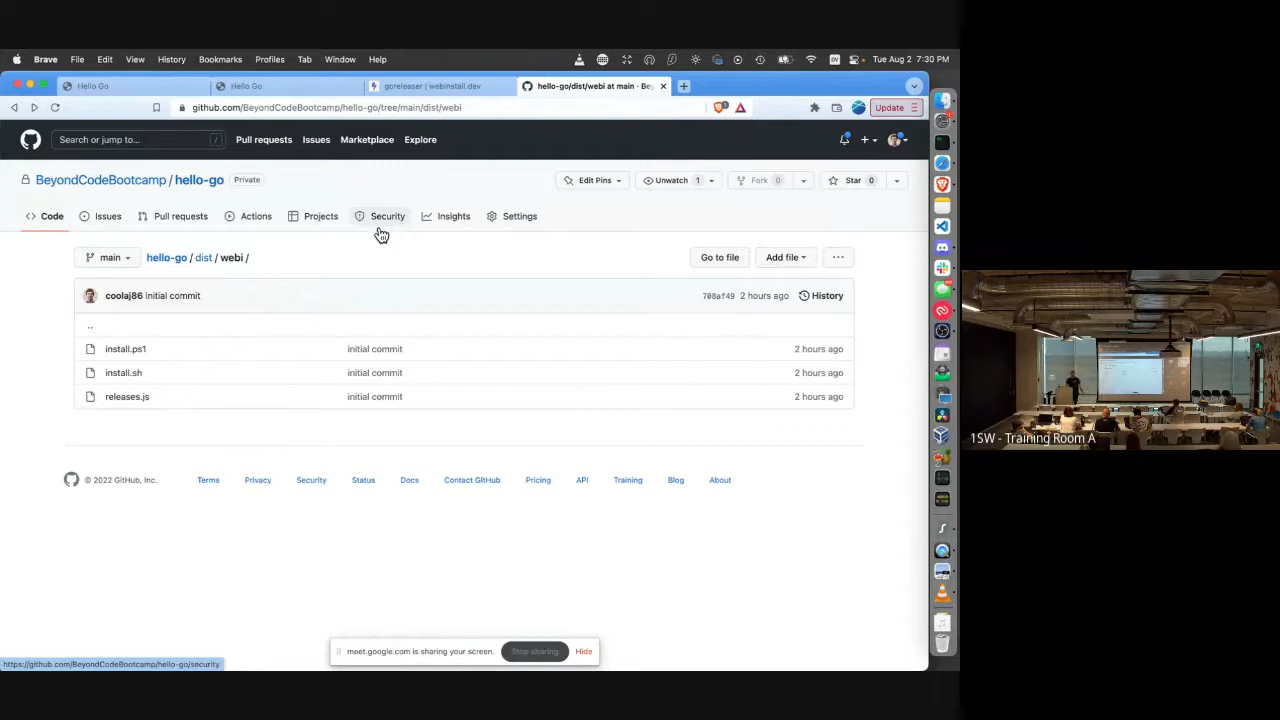 Brave File Edit View History Bookmarks Profiles Tab Window Help Tue Aug 2 7:30 PM
Hello Go
Hello Go
goreleaser | webinstall.dev
hello-go/dist/webi at main · Be
github.com/BeyondCodeBootcamp/hello-go/tree/main/dist/webi
1
Update
Search or jump to...
/
Pull requests Issues Marketplace Explore
BeyondCodeBootcamp / hello-go Private
Edit Pins
Unwatch 1
Fork 0
Star 0
Code Issues Pull requests Actions Projects Security Insights Settings
main
hello-go / dist / webi /
Go to file
Add file
coolaj86 initial commit
708af49 2 hours ago History
..
install.ps1 initial commit 2 hours ago
install.sh initial commit 2 hours ago
releases.js initial commit 2 hours ago
1SW - Training Room A
© 2022 GitHub, Inc. Terms Privacy Security Status Docs Contact GitHub Pricing API Training Blog About
meet.google.com is sharing your screen. Stop sharing Hide
https://github.com/BeyondCodeBootcamp/hello-go/security